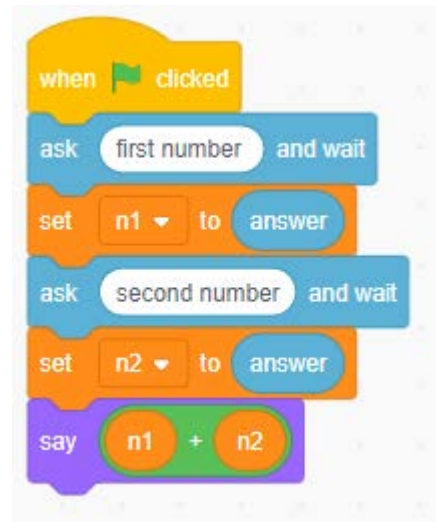 when clicked
ask first number and wait
set n1 to answer
ask second number and wait
set n2 to answer
say n1 + n2